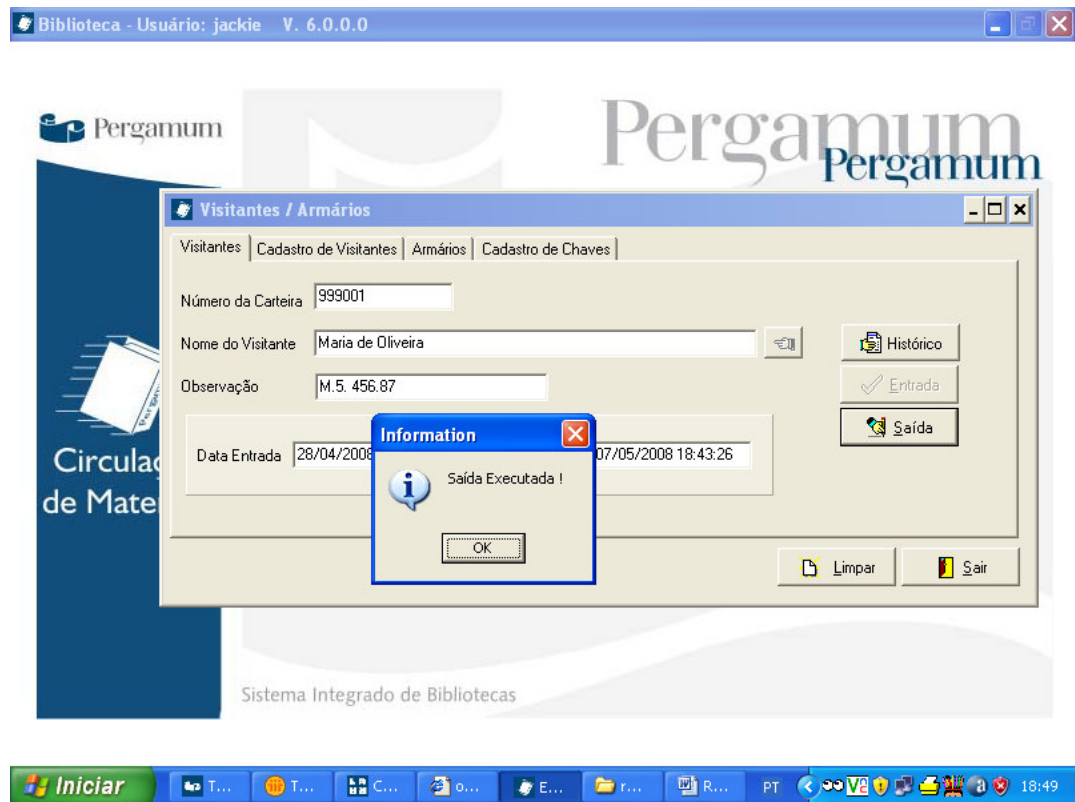 Biblioteca - Usuário: jackie V. 6.0.0.0
Pergamum
Pergamum
Pergamum
Visitantes / Armários
Visitantes Cadastro de Visitantes Armários Cadastro de Chaves
Número da Carteira 999001
Nome do Visitante Maria de Oliveira
Histórico
Observação M.5. 456.87
Entrada
Saída
Information
Data Entrada 28/04/2008 07/05/2008 18:43:26
Saída Executada !
OK
Circulaç
de Mate
Limpar Sair
Sistema Integrado de Bibliotecas
Iniciar T... T... C... o... E... r... R... PT 18:49